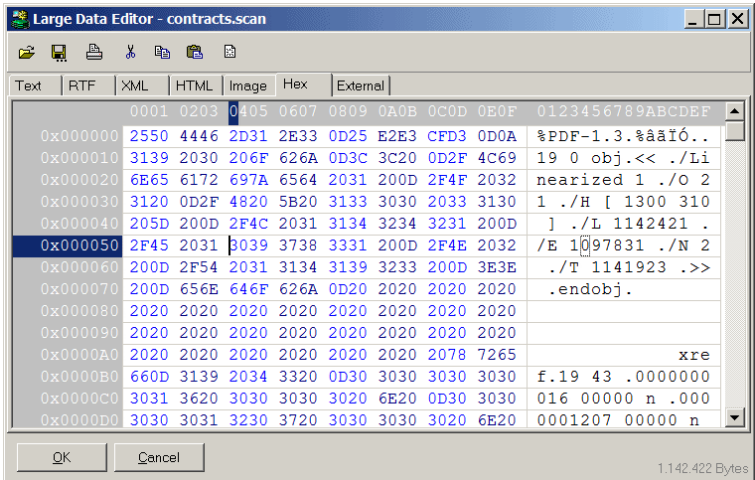 Large Data Editor - contracts.scan
Text RTF XML HTML Image Hex External
0001 0203 0405 0607 0809 0A0B 0C0D 0E0F 0123456789ABCDEF
0x000000 2550 4446 2D31 2E33 0D25 E2E3 CFD3 0D0A %PDF-1.3.%âãÏÓ..
0x000010 3139 2030 206F 626A 0D3C 3C20 0D2F 4C69 19 0 obj.<< ./Li
0x000020 6E65 6172 697A 6564 2031 200D 2F4F 2032 nearized 1 ./O 2
0x000030 3120 0D2F 4820 5B20 3133 3030 2033 3130 1 ./H [ 1300 310
0x000040 205D 200D 2F4C 2031 3134 3234 3231 200D ] ./L 1142421 .
0x000050 2F45 2031 3039 3738 3331 200D 2F4E 2032 /E 1097831 ./N 2
0x000060 200D 2F54 2031 3134 3139 3233 200D 3E3E ./T 1141923 .>>
0x000070 200D 656E 646F 626A 0D20 2020 2020 2020 .endobj.
0x000080 2020 2020 2020 2020 2020 2020 2020 2020
0x000090 2020 2020 2020 2020 2020 2020 2020 2020
0x0000A0 2020 2020 2020 2020 2020 2020 2078 7265 xre
0x0000B0 660D 3139 2034 3320 0D30 3030 3030 3030 f.19 43 .0000000
0x0000C0 3031 3620 3030 3030 3020 6E20 0D30 3030 016 00000 n .000
0x0000D0 3030 3031 3230 3720 3030 3030 3020 6E20 0001207 00000 n
OK Cancel
1.142.422 Bytes